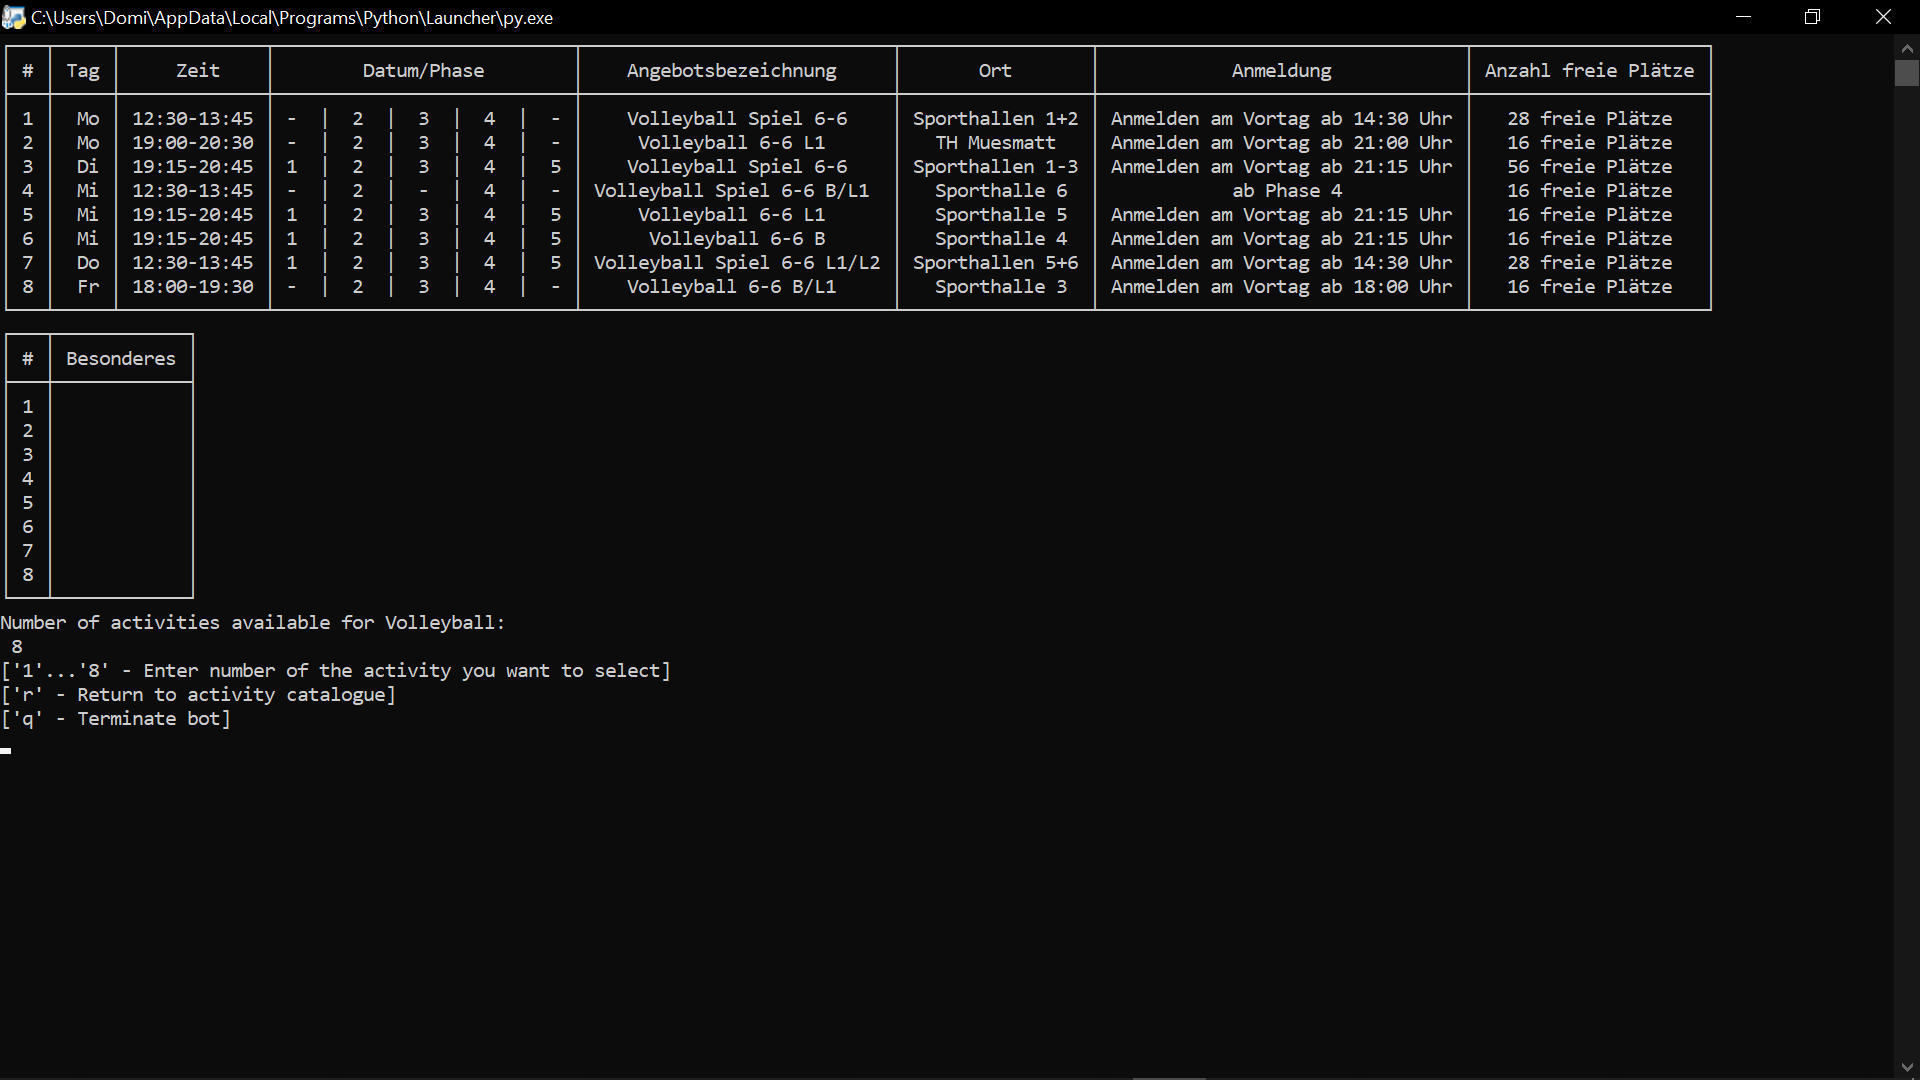 C:\Users\Domi\AppData\Local\Programs\Python\Launcher\py.exe
# | Tag | Zeit | Datum/Phase | Angebotsbezeichnung | Ort | Anmeldung | Anzahl freie Plätze
1 | Mo | 12:30-13:45 | - | 2 | 3 | 4 | - | Volleyball Spiel 6-6 | Sporthallen 1+2 | Anmelden am Vortag ab 14:30 Uhr | 28 freie Plätze
2 | Mo | 19:00-20:30 | - | 2 | 3 | 4 | - | Volleyball 6-6 L1 | TH Muesmatt | Anmelden am Vortag ab 21:00 Uhr | 16 freie Plätze
3 | Di | 19:15-20:45 | 1 | 2 | 3 | 4 | 5 | Volleyball Spiel 6-6 | Sporthallen 1-3 | Anmelden am Vortag ab 21:15 Uhr | 56 freie Plätze
4 | Mi | 12:30-13:45 | - | 2 | - | 4 | - | Volleyball Spiel 6-6 B/L1 | Sporthalle 6 | ab Phase 4 | 16 freie Plätze
5 | Mi | 19:15-20:45 | 1 | 2 | 3 | 4 | 5 | Volleyball 6-6 L1 | Sporthalle 5 | Anmelden am Vortag ab 21:15 Uhr | 16 freie Plätze
6 | Mi | 19:15-20:45 | 1 | 2 | 3 | 4 | 5 | Volleyball 6-6 B | Sporthalle 4 | Anmelden am Vortag ab 21:15 Uhr | 16 freie Plätze
7 | Do | 12:30-13:45 | 1 | 2 | 3 | 4 | 5 | Volleyball Spiel 6-6 L1/L2 | Sporthallen 5+6 | Anmelden am Vortag ab 14:30 Uhr | 28 freie Plätze
8 | Fr | 18:00-19:30 | - | 2 | 3 | 4 | - | Volleyball 6-6 B/L1 | Sporthalle 3 | Anmelden am Vortag ab 18:00 Uhr | 16 freie Plätze
# | Besonderes
1
2
3
4
5
6
7
8
Number of activities available for Volleyball:
8
['1'...'8' - Enter number of the activity you want to select]
['r' - Return to activity catalogue]
['q' - Terminate bot]